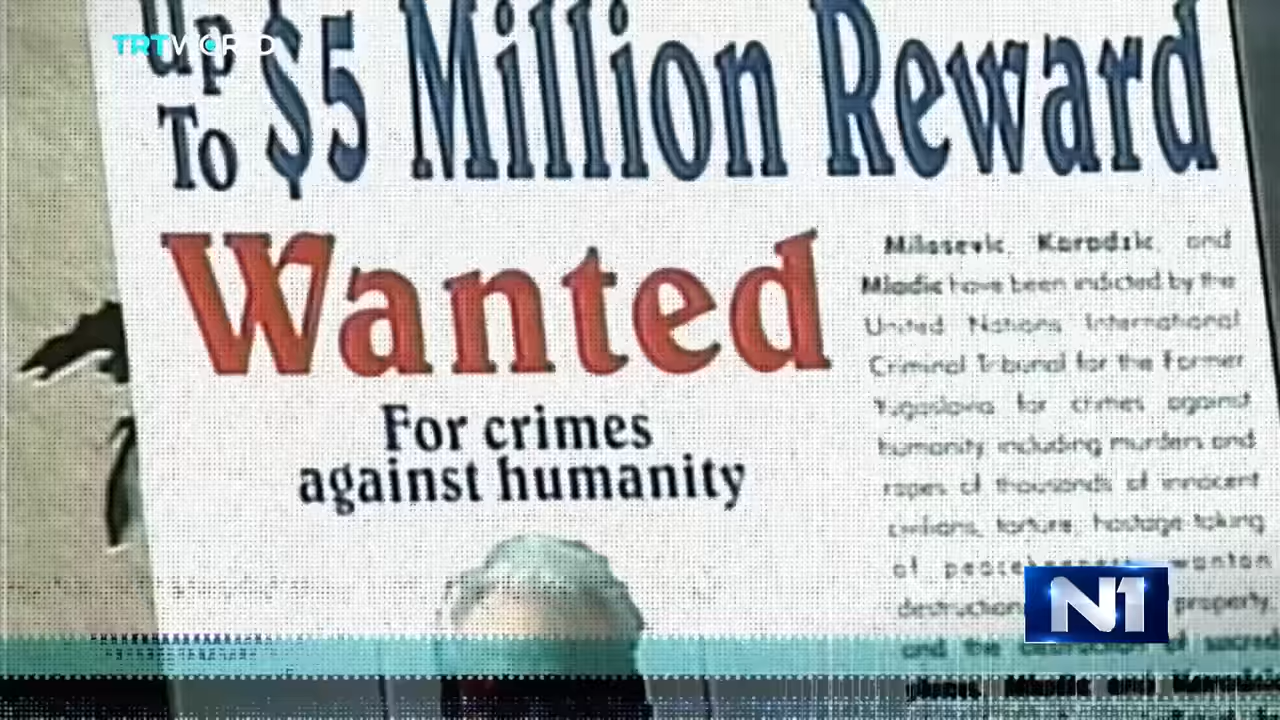 TRT WORLD
Up
To $5 Million Reward
Wanted
For crimes
against humanity
Milosevic, Karadzic, and
Mladic have been indicted by the
United Nations International
Criminal Tribunal for the Former
Yugoslavia for crimes against
humanity including murders and
rapes of thousands of innocent
civilians, torture, hostage-taking
of peacekeepers, wanton
destruction property,
and the destruction of sacred
places. Mladic and Karadzic
N1